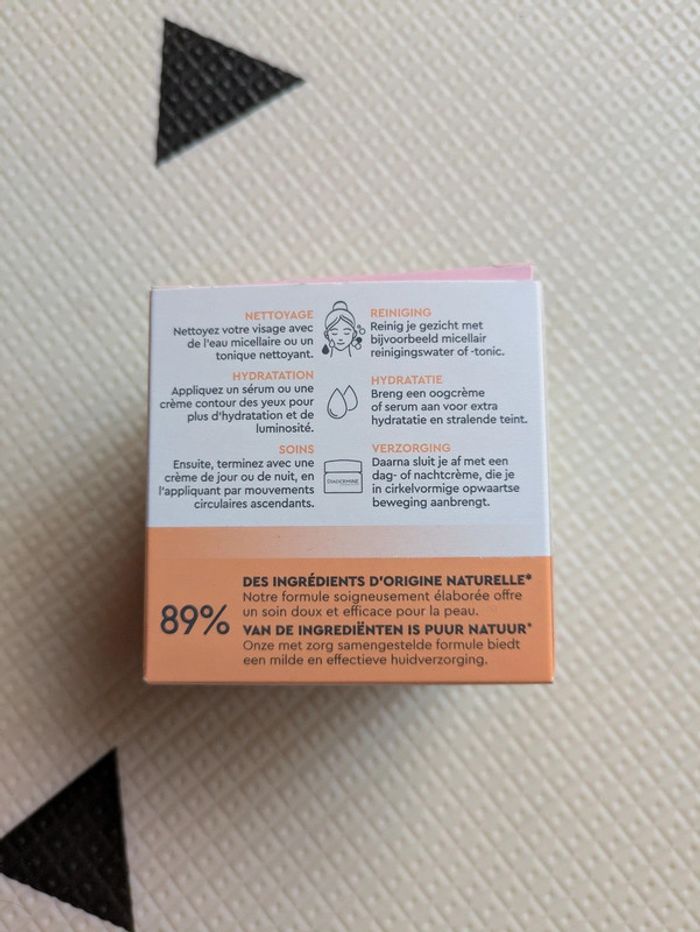 NETTOYAGE
Nettoyez votre visage avec
de l'eau micellaire ou un
tonique nettoyant.
HYDRATATION
Appliquez un sérum ou une
crème contour des yeux pour
plus d'hydratation et de
luminosité.
SOINS
Ensuite, terminez avec une
crème de jour ou de nuit, en
l'appliquant par mouvements
circulaires ascendants.
REINIGING
Reinig je gezicht met
bijvoorbeeld micellair
reinigingswater of -tonic.
HYDRATATIE
Breng een oogcrème
of serum aan voor extra
hydratatie en stralende teint.
VERZORGING
Daarna sluit je af met een
dag- of nachtcrème, die je
in cirkelvormige opwaartse
beweging aanbrengt.
DIADERMINE
89%
DES INGRÉDIENTS D'ORIGINE NATURELLE*
Notre formule soigneusement élaborée offre
un soin doux et efficace pour la peau.
VAN DE INGREDIËNTEN IS PUUR NATUUR*
Onze met zorg samengestelde formule biedt
een milde en effectieve huidverzorging.